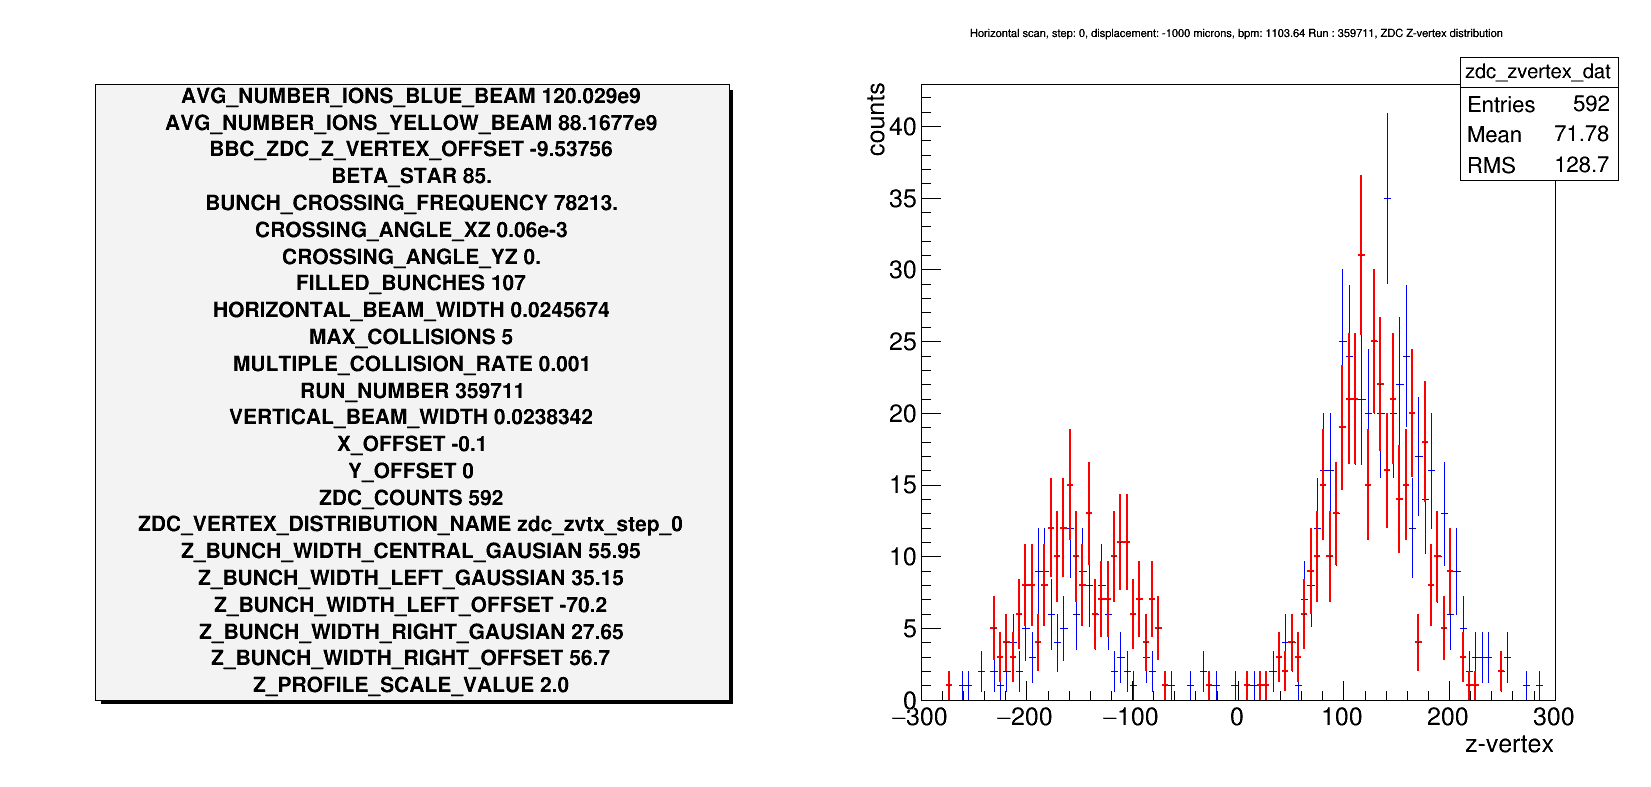 Horizontal scan, step: 0, displacement: -1000 microns, bpm: 1103.64 Run : 359711, ZDC Z-vertex distribution
AVG_NUMBER_IONS_BLUE_BEAM 120.029e9
AVG_NUMBER_IONS_YELLOW_BEAM 88.1677e9
BBC_ZDC_Z_VERTEX_OFFSET -9.53756
BETA_STAR 85.
BUNCH_CROSSING_FREQUENCY 78213.
CROSSING_ANGLE_XZ 0.06e-3
CROSSING_ANGLE_YZ 0.
FILLED_BUNCHES 107
HORIZONTAL_BEAM_WIDTH 0.0245674
MAX_COLLISIONS 5
MULTIPLE_COLLISION_RATE 0.001
RUN_NUMBER 359711
VERTICAL_BEAM_WIDTH 0.0238342
X_OFFSET -0.1
Y_OFFSET 0
ZDC_COUNTS 592
ZDC_VERTEX_DISTRIBUTION_NAME zdc_zvtx_step_0
Z_BUNCH_WIDTH_CENTRAL_GAUSIAN 55.95
Z_BUNCH_WIDTH_LEFT_GAUSSIAN 35.15
Z_BUNCH_WIDTH_LEFT_OFFSET -70.2
Z_BUNCH_WIDTH_RIGHT_GAUSIAN 27.65
Z_BUNCH_WIDTH_RIGHT_OFFSET 56.7
Z_PROFILE_SCALE_VALUE 2.0
zdc_zvertex_dat
Entries 592
Mean 71.78
RMS 128.7
counts
40
35
30
25
20
15
10
5
0
−300 −200 −100 0 100 200 300
z-vertex